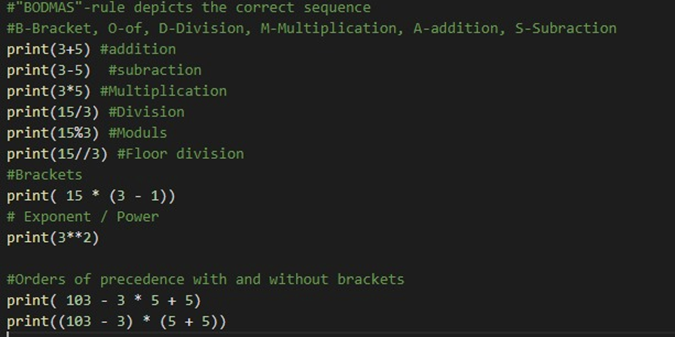 #"BODMAS"-rule depicts the correct sequence
#B-Bracket, O-of, D-Division, M-Multiplication, A-addition, S-Subraction
print(3+5) #addition
print(3-5)  #subraction
print(3*5) #Multiplication
print(15/3) #Division
print(15%3) #Moduls
print(15//3) #Floor division
#Brackets
print( 15 * (3 - 1))
# Exponent / Power
print(3**2)
#Orders of precedence with and without brackets
print( 103 - 3 * 5 + 5)
print((103 - 3) * (5 + 5))